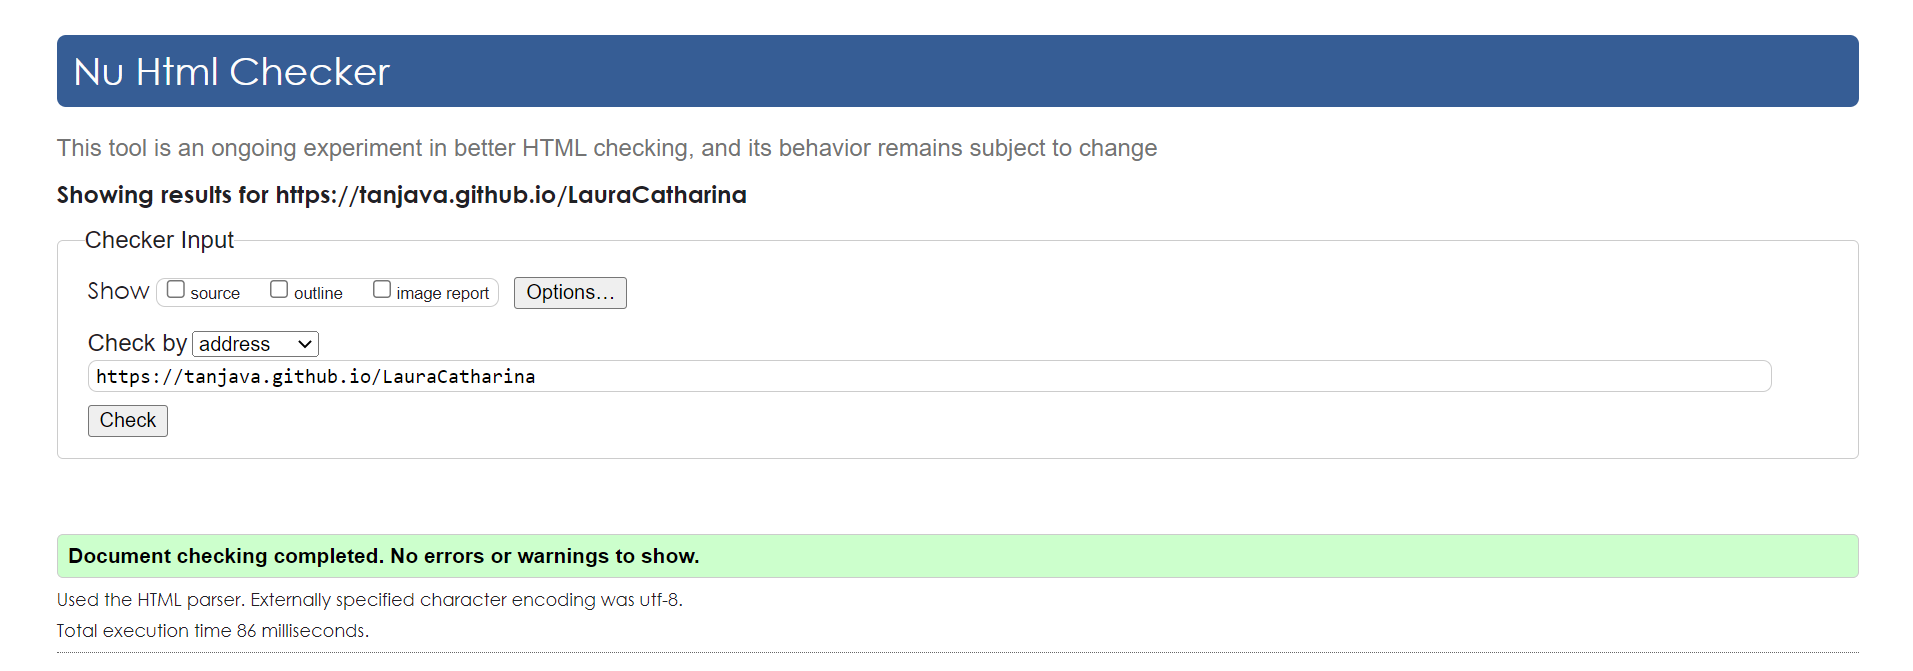 Nu Html Checker
This tool is an ongoing experiment in better HTML checking, and its behavior remains subject to change
Showing results for https://tanjava.github.io/LauraCatharina
Checker Input
Show source outline image report Options...
Check by address
https://tanjava.github.io/LauraCatharina
Check
Document checking completed. No errors or warnings to show.
Used the HTML parser. Externally specified character encoding was utf-8.
Total execution time 86 milliseconds.